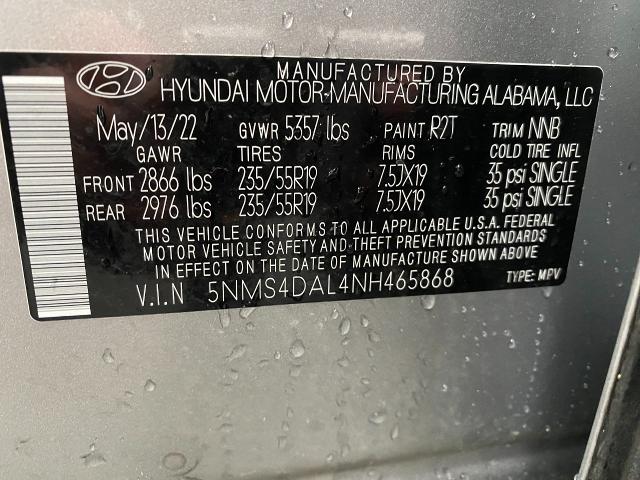 MANUFACTURED BY
HYUNDAI MOTOR-MANUFACTURING ALABAMA, LLC
May/13/22 GVWR 5357 lbs PAINT R2T TRIM NNB
GAWR TIRES RIMS COLD TIRE INFL
FRONT 2866 lbs 235/55R19 7.5JX19 35 psi SINGLE
REAR 2976 lbs 235/55R19 7.5JX19 35 psi SINGLE
THIS VEHICLE CONFORMS TO ALL APPLICABLE U.S.A. FEDERAL
MOTOR VEHICLE SAFETY AND THEFT PREVENTION STANDARDS
IN EFFECT ON THE DATE OF MANUFACTURE SHOWN ABOVE
V.I.N 5NMS4DAL4NH465868 TYPE: MPV